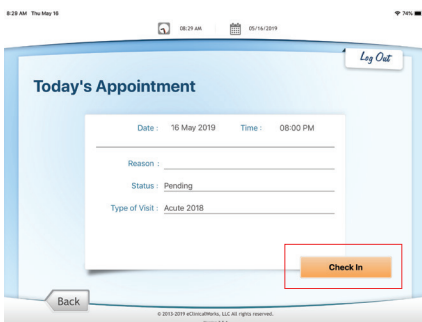 8:29 AM Thu May 16 74%
08:29 AM 05/16/2019
Log Out
Today's Appointment
Date : 16 May 2019 Time : 08:00 PM
Reason :
Status : Pending
Type of Visit : Acute 2018
Check In
Back
© 2013-2019 eClinicalWorks, LLC All rights reserved.